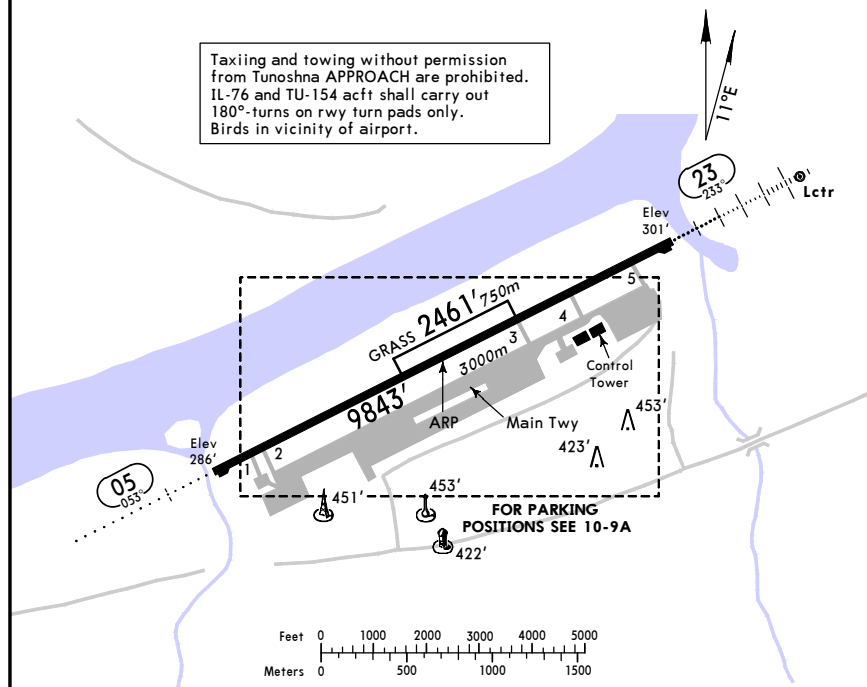 Taxiing and towing without permission
from Tunoshna APPROACH are prohibited.
IL-76 and TU-154 acft shall carry out
180°-turns on rwy turn pads only.
Birds in vicinity of airport.
11°E
23
233°
Lctr
Elev
301'
5
GRASS 2461' 750m
3
4
3000m
9843'
Control
Tower
ARP
Main Twy
453'
423'
Elev
286'
1
2
05
053°
451'
453'
422'
FOR PARKING
POSITIONS SEE 10-9A
Feet 0 1000 2000 3000 4000 5000
Meters 0 500 1000 1500